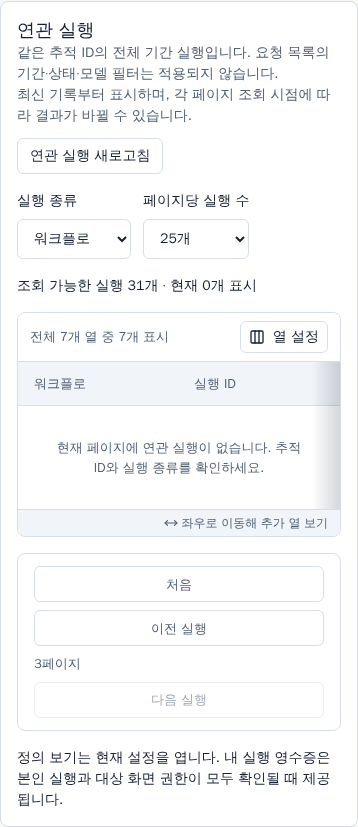 연관 실행
같은 추적 ID의 전체 기간 실행입니다. 요청 목록의
기간·상태·모델 필터는 적용되지 않습니다.
최신 기록부터 표시하며, 각 페이지 조회 시점에 따
라 결과가 바뀔 수 있습니다.
연관 실행 새로고침
실행 종류
페이지당 실행 수
워크플로
25개
조회 가능한 실행 31개 · 현재 0개 표시
전체 7개 열 중 7개 표시
열 설정
워크플로
실행 ID
현재 페이지에 연관 실행이 없습니다. 추적
ID와 실행 종류를 확인하세요.
좌우로 이동해 추가 열 보기
처음
이전 실행
3페이지
다음 실행
정의 보기는 현재 설정을 엽니다. 내 실행 영수증은
본인 실행과 대상 화면 권한이 모두 확인될 때 제공
됩니다.